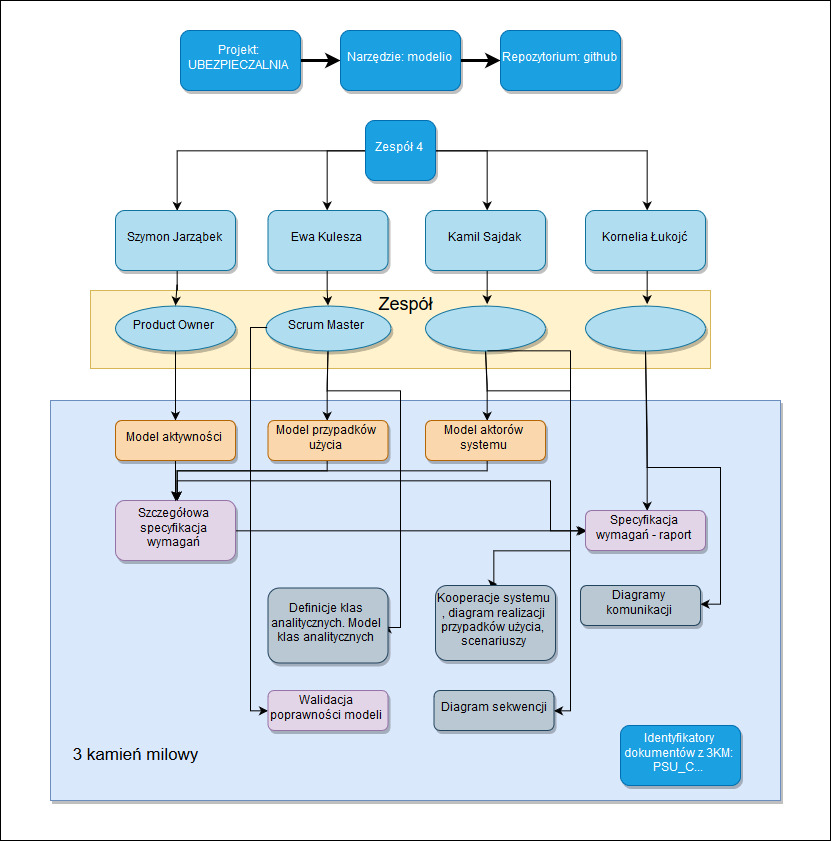 Projekt:
UBEZPIECZALNIA
Narzędzie: modelio
Repozytorium: github
Zespół 4
Szymon Jarząbek
Ewa Kulesza
Kamil Sajdak
Kornelia Łukojć
Zespół
Product Owner
Scrum Master
Model aktywności
Model przypadków
użycia
Model aktorów
systemu
Szczegółowa
specyfikacja
wymagań
Specyfikacja
wymagań - raport
Definicje klas
analitycznych. Model
klas analitycznych
Kooperacje systemu
, diagram realizacji
przypadków użycia,
scenariuszy
Diagramy
komunikacji
Walidacja
poprawności modeli
Diagram sekwencji
3 kamień milowy
Identyfikatory
dokumentów z 3KM:
PSU_C...